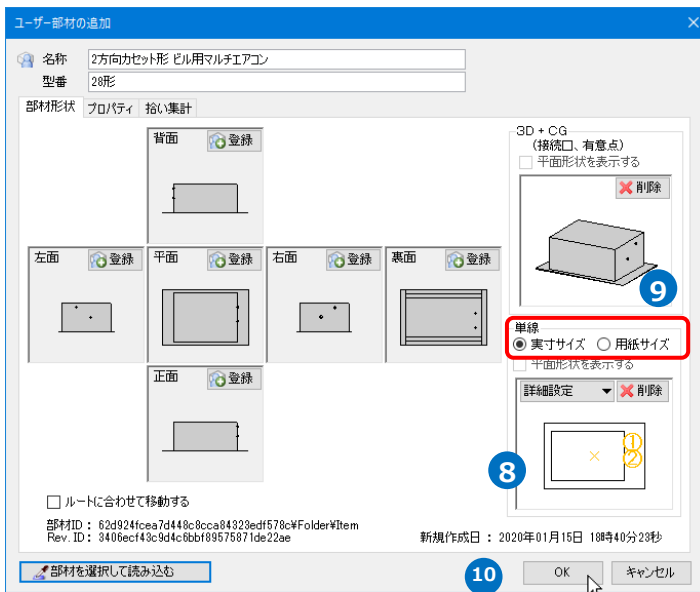 ユーザー部材の追加
名称 2方向カセット形 ビル用マルチエアコン
型番 28形
部材形状 プロパティ 拾い集計
背面 登録
左面 登録
平面 登録
右面 登録
裏面 登録
正面 登録
3D + CG
(接続口、有意点)
平面形状を表示する
削除
9
単線
実寸サイズ 用紙サイズ
平面形状を表示する
詳細設定 削除
①
②
8
ルートに合わせて移動する
部材ID : 62d924fcea7d448c8cca84323edf578c¥Folder¥Item
Rev. ID : 3406ecf43c9d4c6bbf89575871de22ae
新規作成日 : 2020年01月15日 18時40分23秒
部材を選択して読み込む
10
OK キャンセル